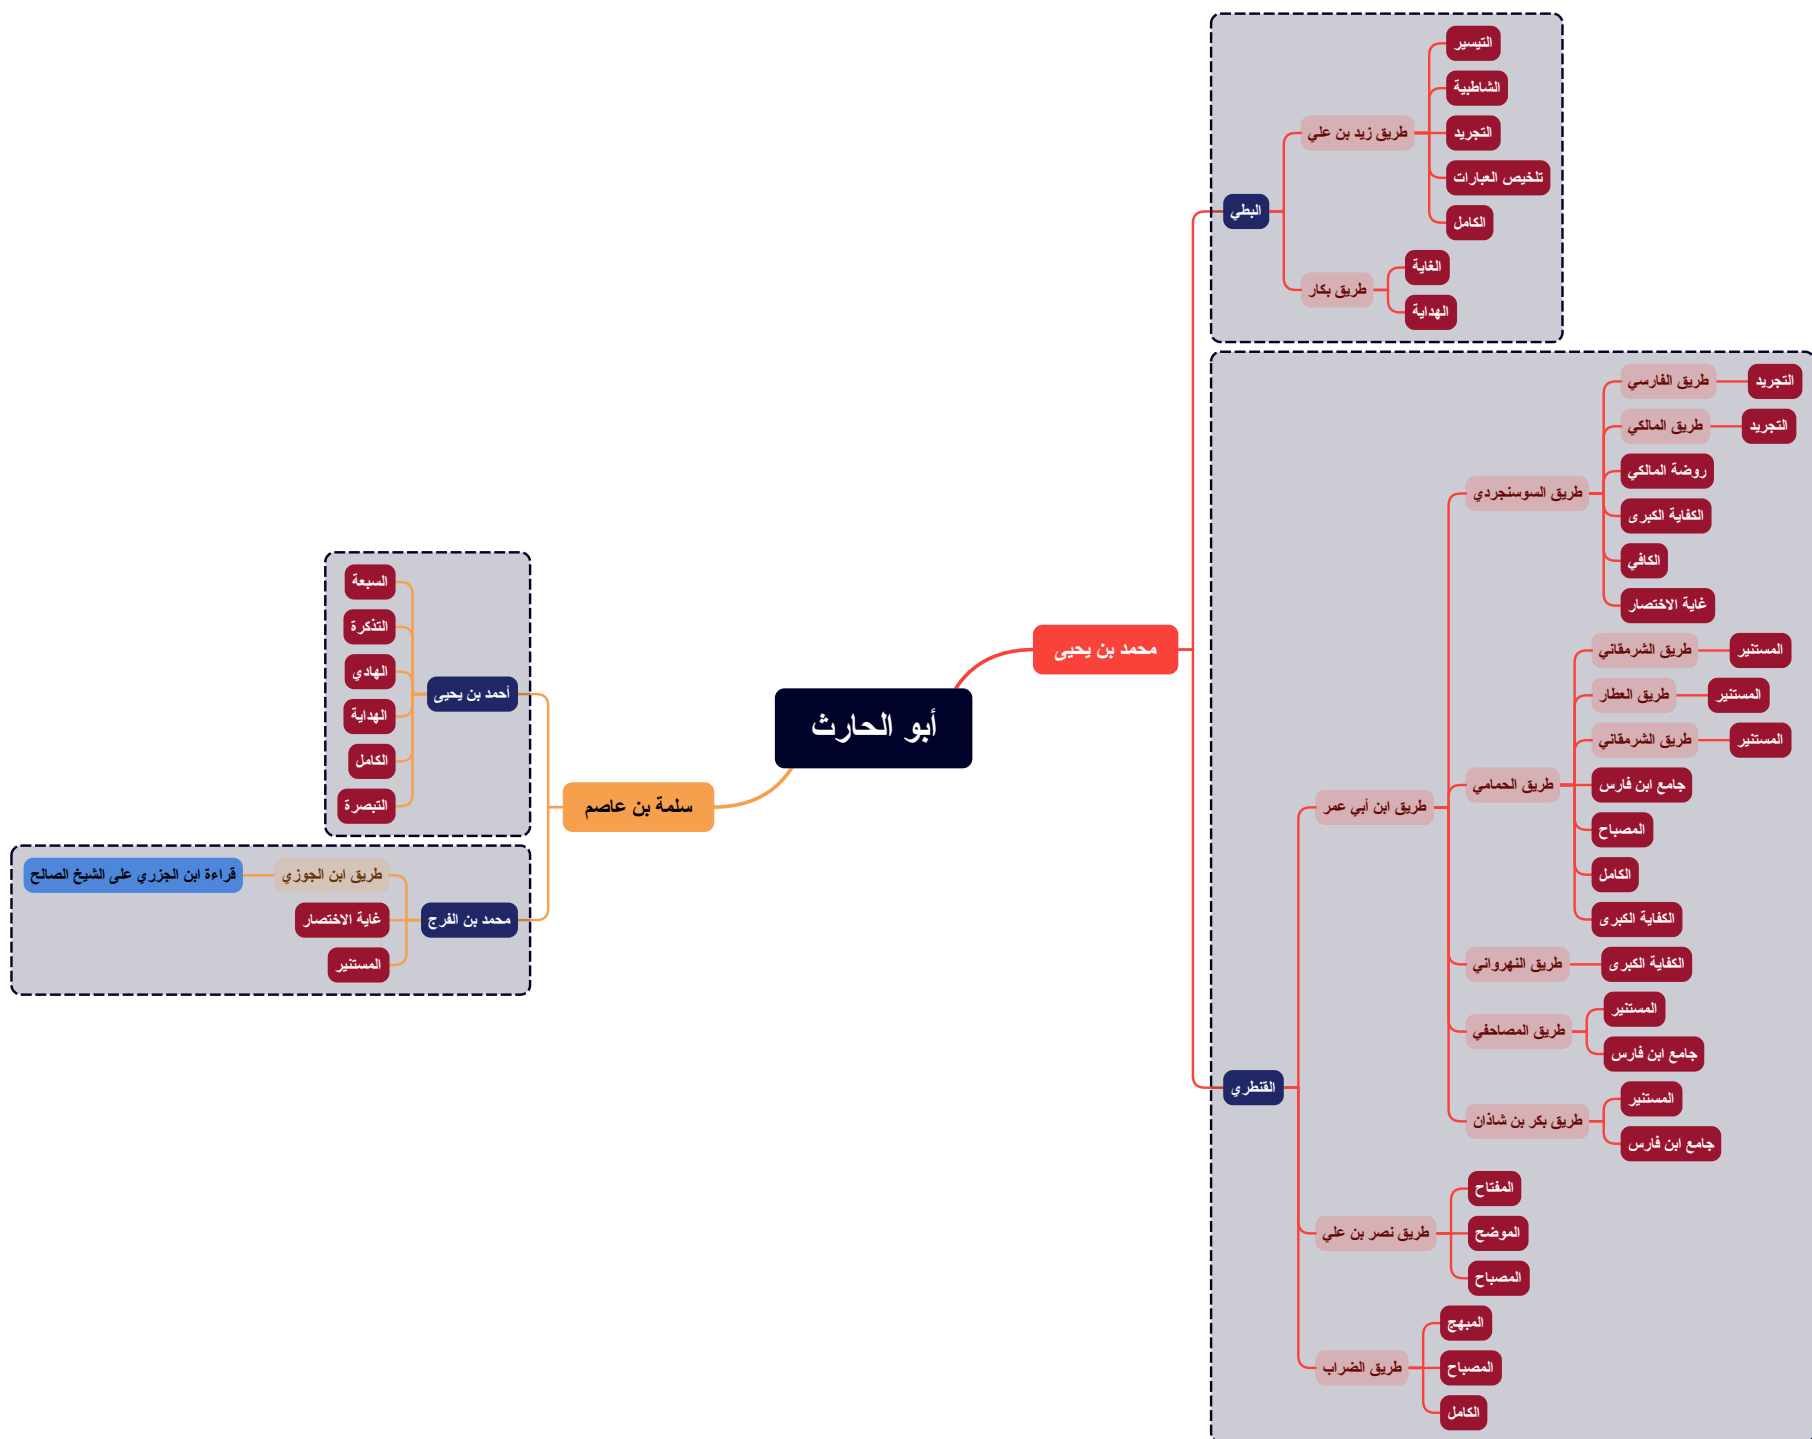 أبو الحارث
محمد بن يحيى
البطي
طريق زيد بن علي
التيسير
الشاطبية
التجريد
تلخيص العبارات
الكامل
طريق بكار
الغاية
الهداية
القنطري
طريق ابن أبي عمر
طريق السوسنجردي
طريق الفارسي
التجريد
طريق المالكي
التجريد
روضة المالكي
الكفاية الكبرى
الكافي
غاية الاختصار
طريق الحمامي
طريق الشرمقاني
المستنير
طريق العطار
المستنير
طريق الشرمقاني
المستنير
جامع ابن فارس
المصباح
الكامل
الكفاية الكبرى
طريق النهرواني
الكفاية الكبرى
طريق المصاحفي
المستنير
جامع ابن فارس
طريق بكر بن شاذان
المستنير
جامع ابن فارس
طريق نصر بن علي
المفتاح
الموضح
المصباح
طريق الضراب
المبهج
المصباح
الكامل
سلمة بن عاصم
أحمد بن يحيى
السبعة
التذكرة
الهادي
الهداية
الكامل
التبصرة
محمد بن الفرج
طريق ابن الجوزي
قراءة ابن الجزري على الشيخ الصالح
غاية الاختصار
المستنير